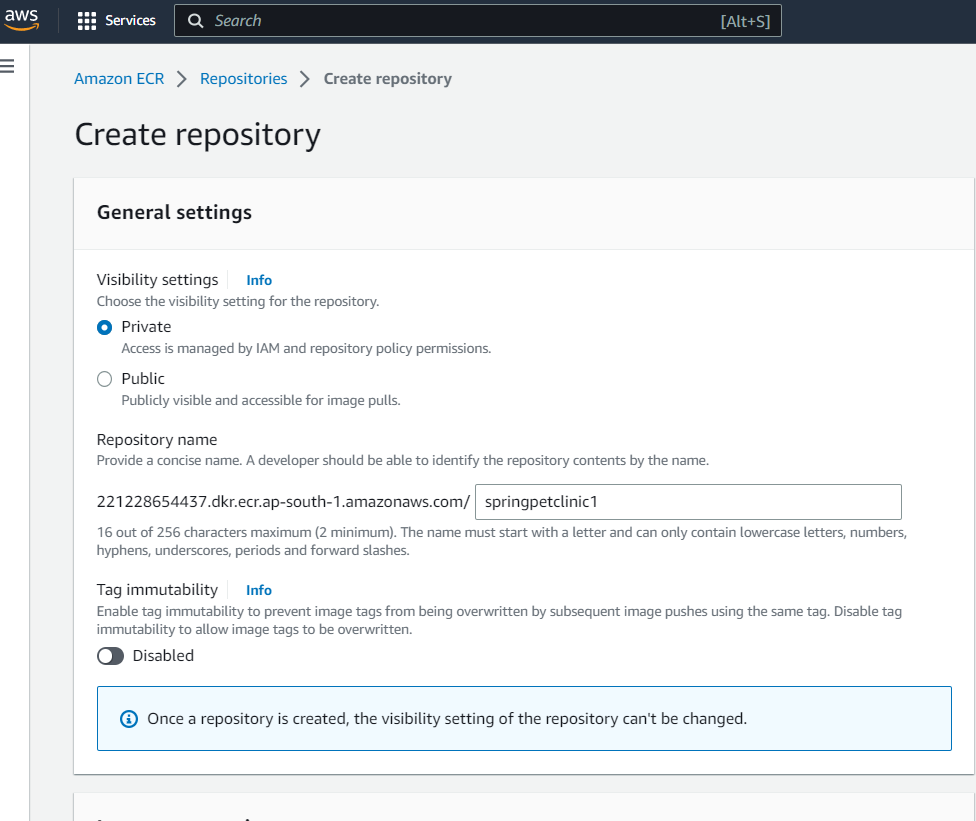 aws Services Search [Alt+S]
Amazon ECR Repositories Create repository
Create repository
General settings
Visibility settings Info
Choose the visibility setting for the repository.
Private
Access is managed by IAM and repository policy permissions.
Public
Publicly visible and accessible for image pulls.
Repository name
Provide a concise name. A developer should be able to identify the repository contents by the name.
221228654437.dkr.ecr.ap-south-1.amazonaws.com/ springpetclinic1
16 out of 256 characters maximum (2 minimum). The name must start with a letter and can only contain lowercase letters, numbers,
hyphens, underscores, periods and forward slashes.
Tag immutability Info
Enable tag immutability to prevent image tags from being overwritten by subsequent image pushes using the same tag. Disable tag
immutability to allow image tags to be overwritten.
Disabled
Once a repository is created, the visibility setting of the repository can't be changed.